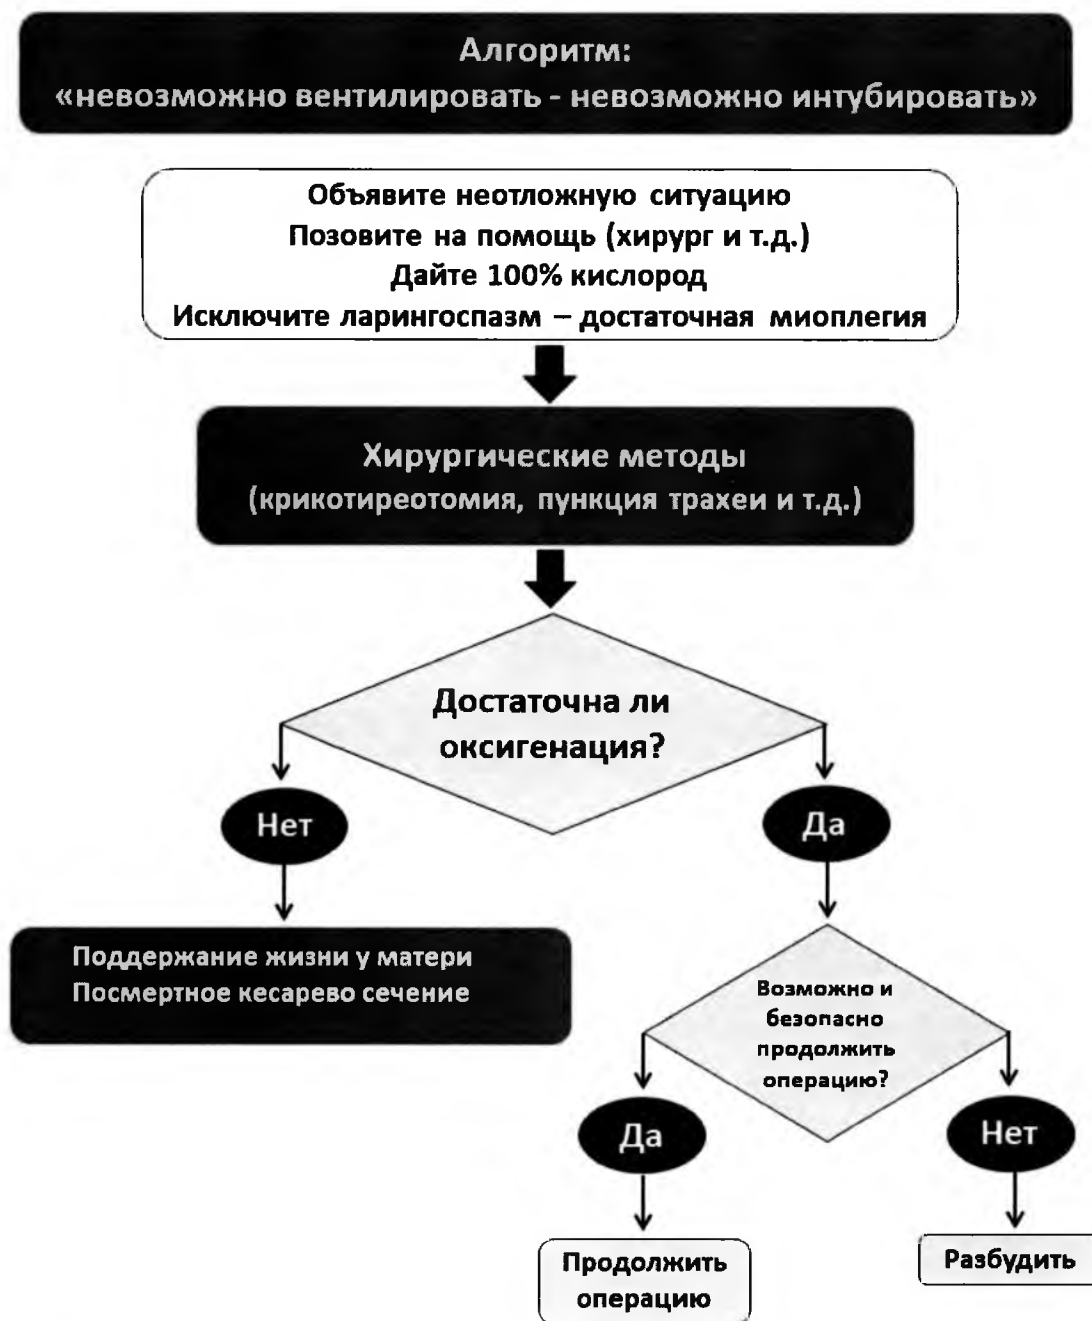 Алгоритм:
«невозможно вентилировать - невозможно интубировать»
Объявите неотложную ситуацию
Позовите на помощь (хирург и т.д.)
Дайте 100% кислород
Исключите ларингоспазм – достаточная миоплегия
Хирургические методы
(крикотиреотомия, пункция трахеи и т.д.)
Достаточна ли
оксигенация?
Нет
Да
Поддержание жизни у матери
Посмертное кесарево сечение
Возможно и
безопасно
продолжить
операцию?
Да
Нет
Продолжить
операцию
Разбудить